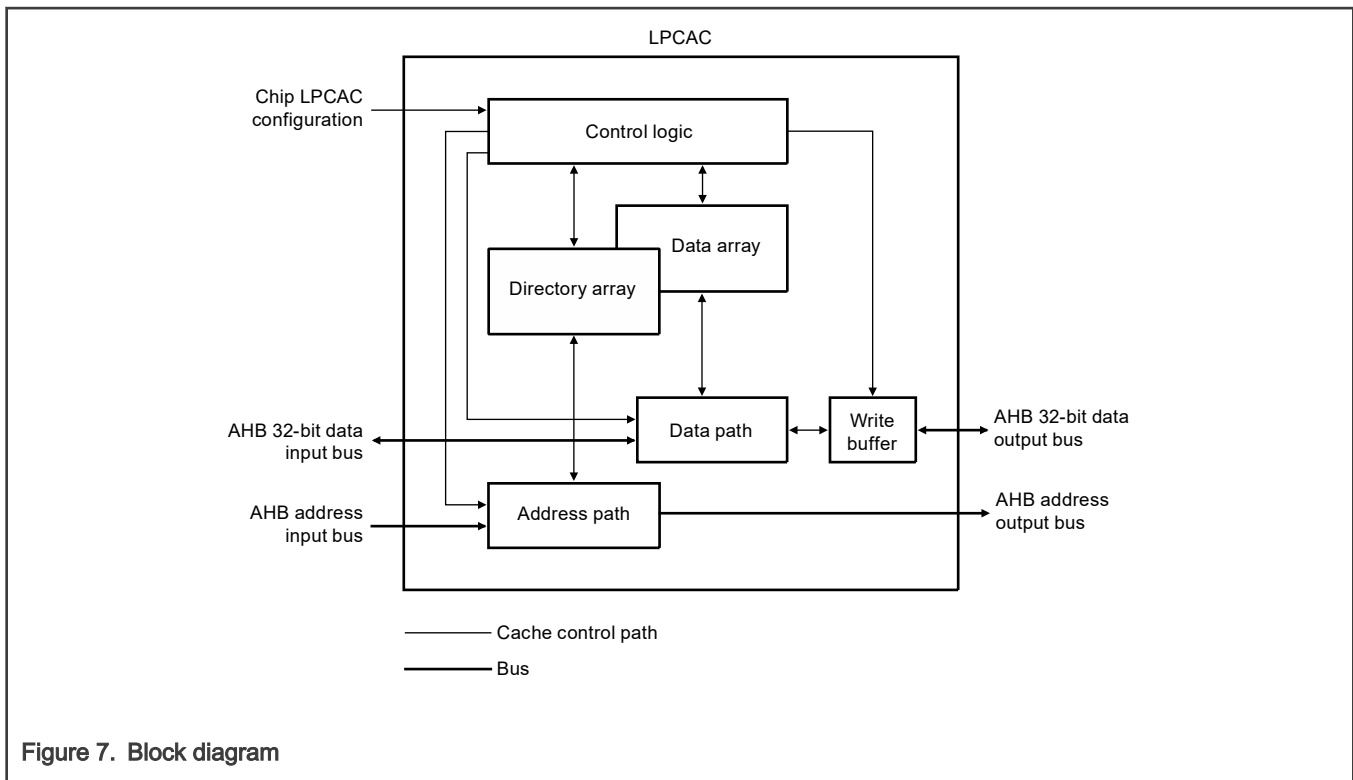 LPCAC
Chip LPCAC
configuration
Control logic
Data array
Directory array
AHB 32-bit data
input bus
Data path
Write
buffer
AHB 32-bit data
output bus
AHB address
input bus
Address path
AHB address
output bus
Cache control path
Bus
Figure 7. Block diagram